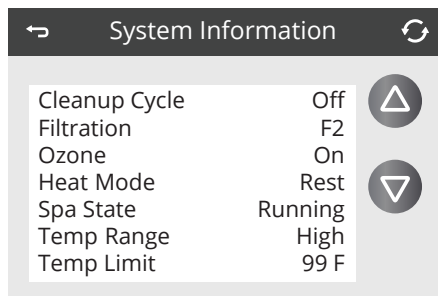 System Information
Cleanup Cycle Off
Filtration F2
Ozone On
Heat Mode Rest
Spa State Running
Temp Range High
Temp Limit 99 F